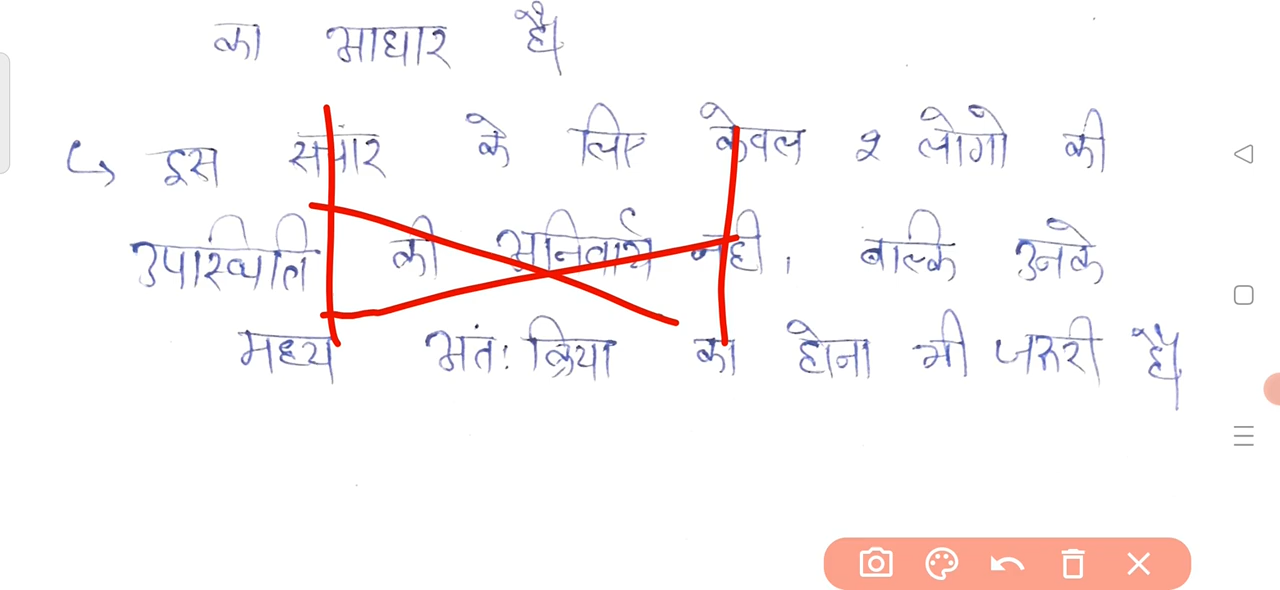 का आधार है।
↳ इस संचार के लिए केवल 2 लोगो की
उपस्थिति की अनिवार्य नही, बल्कि उनके
मध्य अंतः क्रिया का होना भी जरुरी है।